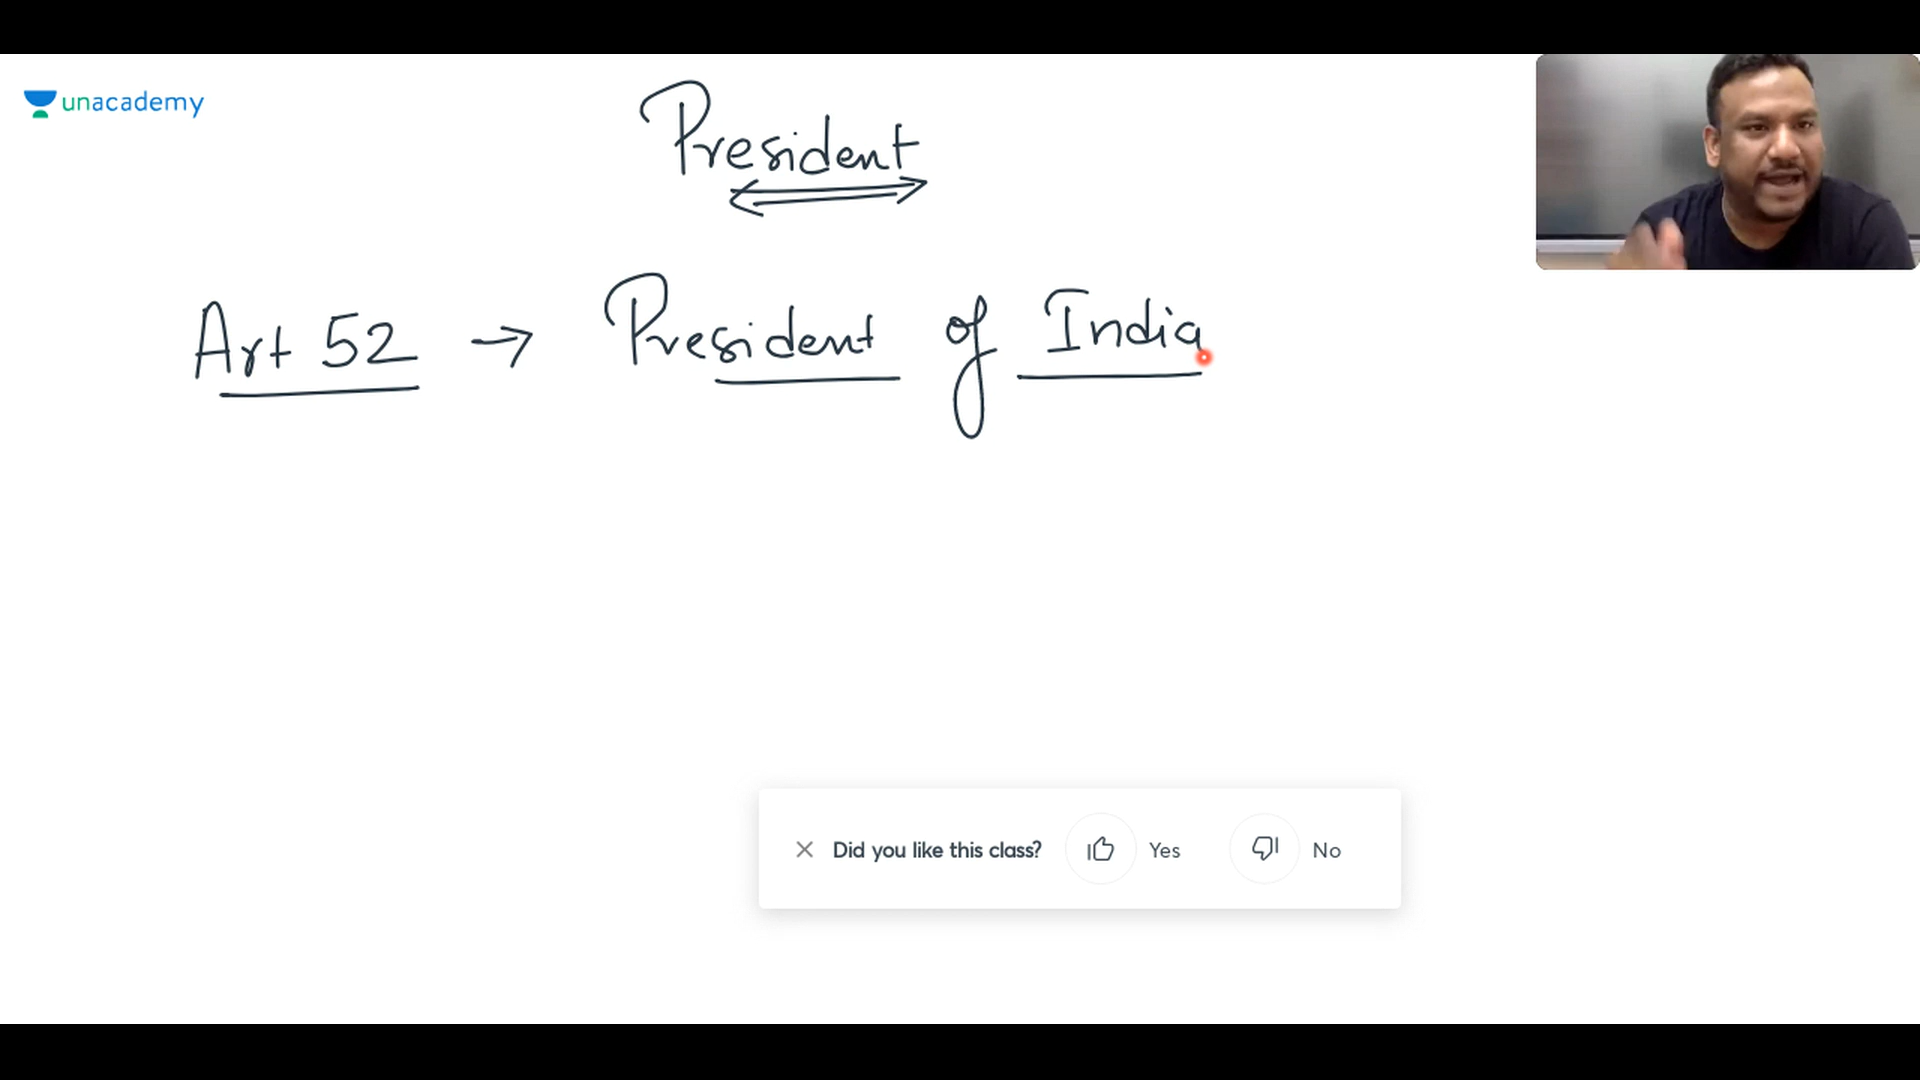 unacademy
President
Art 52 → President of India
Did you like this class? Yes No